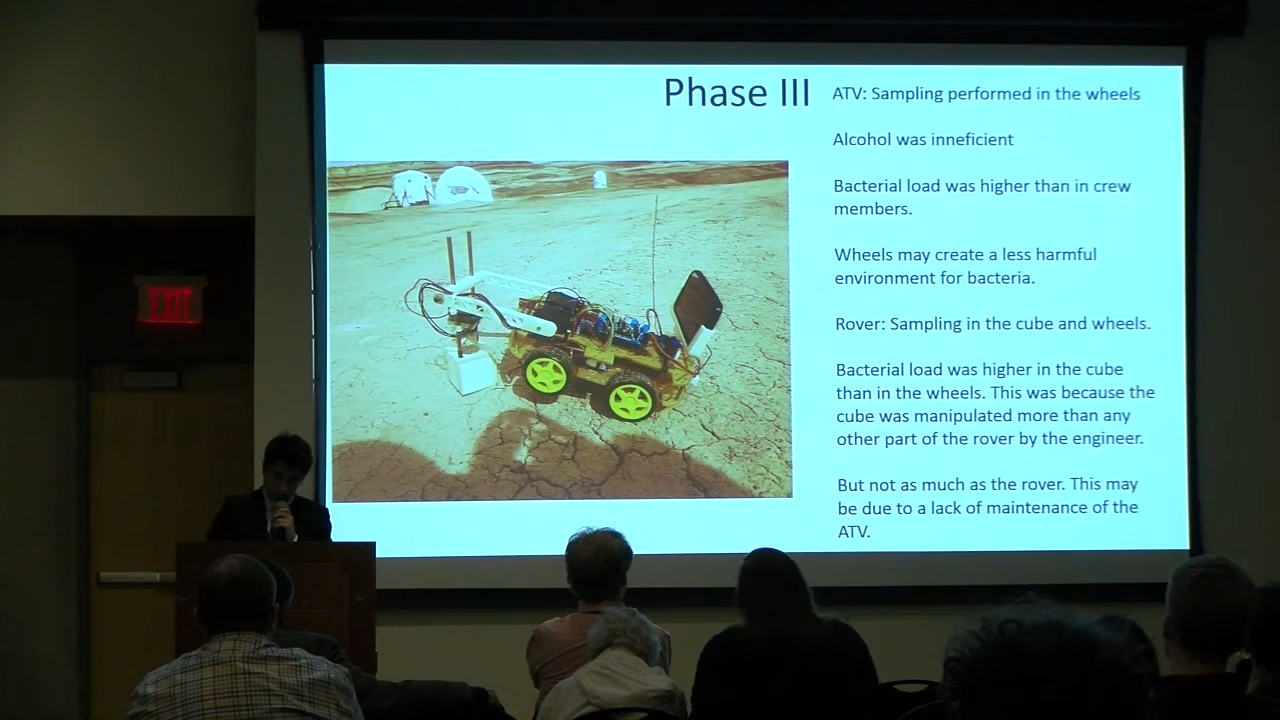 Phase III
ATV: Sampling performed in the wheels
Alcohol was inneficient
Bacterial load was higher than in crew
members.
Wheels may create a less harmful
environment for bacteria.
Rover: Sampling in the cube and wheels.
Bacterial load was higher in the cube
than in the wheels. This was because the
cube was manipulated more than any
other part of the rover by the engineer.
But not as much as the rover. This may
be due to a lack of maintenance of the
ATV.
EXIT